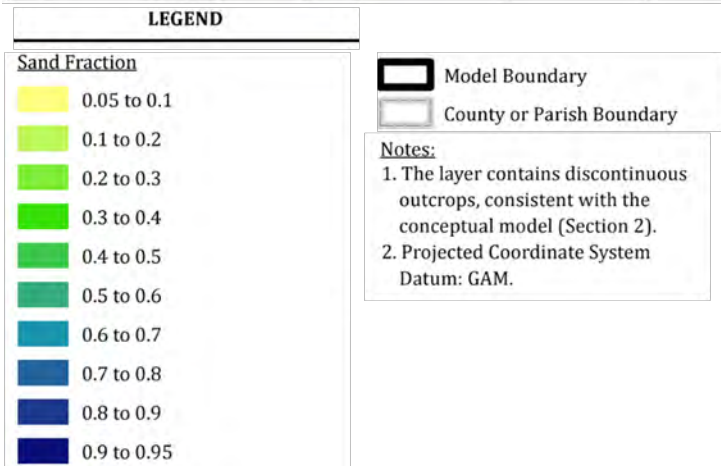 LEGEND
Sand Fraction
0.05 to 0.1
0.1 to 0.2
0.2 to 0.3
0.3 to 0.4
0.4 to 0.5
0.5 to 0.6
0.6 to 0.7
0.7 to 0.8
0.8 to 0.9
0.9 to 0.95
Model Boundary
County or Parish Boundary
Notes:
1. The layer contains discontinuous
outcrops, consistent with the
conceptual model (Section 2).
2. Projected Coordinate System
Datum: GAM.